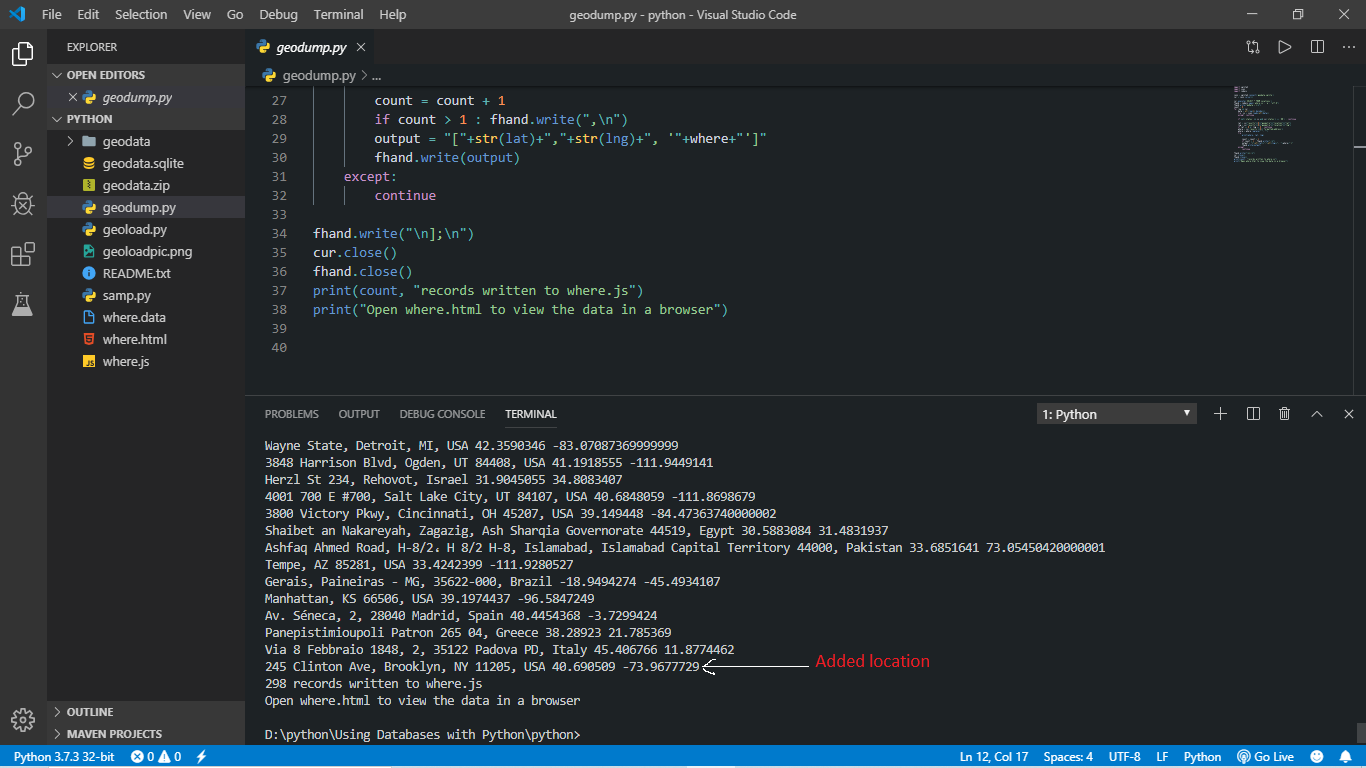 File Edit Selection View Go Debug Terminal Help
geodump.py - python - Visual Studio Code
EXPLORER
OPEN EDITORS
geodump.py
PYTHON
geodata
geodata.sqlite
geodata.zip
geodump.py
geoload.py
geoloadpic.png
README.txt
samp.py
where.data
where.html
where.js
OUTLINE
MAVEN PROJECTS
geodump.py
geodump.py > ...
27 count = count + 1
28 if count > 1 : fhand.write(",\n")
29 output = "["+str(lat)+","+str(lng)+", '"+where+"']"
30 fhand.write(output)
31 except:
32 continue
33
34 fhand.write("\n];\n")
35 cur.close()
36 fhand.close()
37 print(count, "records written to where.js")
38 print("Open where.html to view the data in a browser")
39
40
PROBLEMS OUTPUT DEBUG CONSOLE TERMINAL
1: Python
Wayne State, Detroit, MI, USA 42.3590346 -83.07087369999999
3848 Harrison Blvd, Ogden, UT 84408, USA 41.1918555 -111.9449141
Herzl St 234, Rehovot, Israel 31.9045055 34.8083407
4001 700 E #700, Salt Lake City, UT 84107, USA 40.6848059 -111.8698679
3800 Victory Pkwy, Cincinnati, OH 45207, USA 39.149448 -84.47363740000002
Shaibet an Nakareyah, Zagazig, Ash Sharqia Governorate 44519, Egypt 30.5883084 31.4831937
Ashfaq Ahmed Road, H-8/2، H 8/2 H-8, Islamabad, Islamabad Capital Territory 44000, Pakistan 33.6851641 73.05450420000001
Tempe, AZ 85281, USA 33.4242399 -111.9280527
Gerais, Paineiras - MG, 35622-000, Brazil -18.9494274 -45.4934107
Manhattan, KS 66506, USA 39.1974437 -96.5847249
Av. Séneca, 2, 28040 Madrid, Spain 40.4454368 -3.7299424
Panepistimioupoli Patron 265 04, Greece 38.28923 21.785369
Via 8 Febbraio 1848, 2, 35122 Padova PD, Italy 45.406766 11.8774462
245 Clinton Ave, Brooklyn, NY 11205, USA 40.690509 -73.9677729
Added location
298 records written to where.js
Open where.html to view the data in a browser
D:\python\Using Databases with Python\python>
Python 3.7.3 32-bit 0 0 Ln 12, Col 17 Spaces: 4 UTF-8 LF Python Go Live